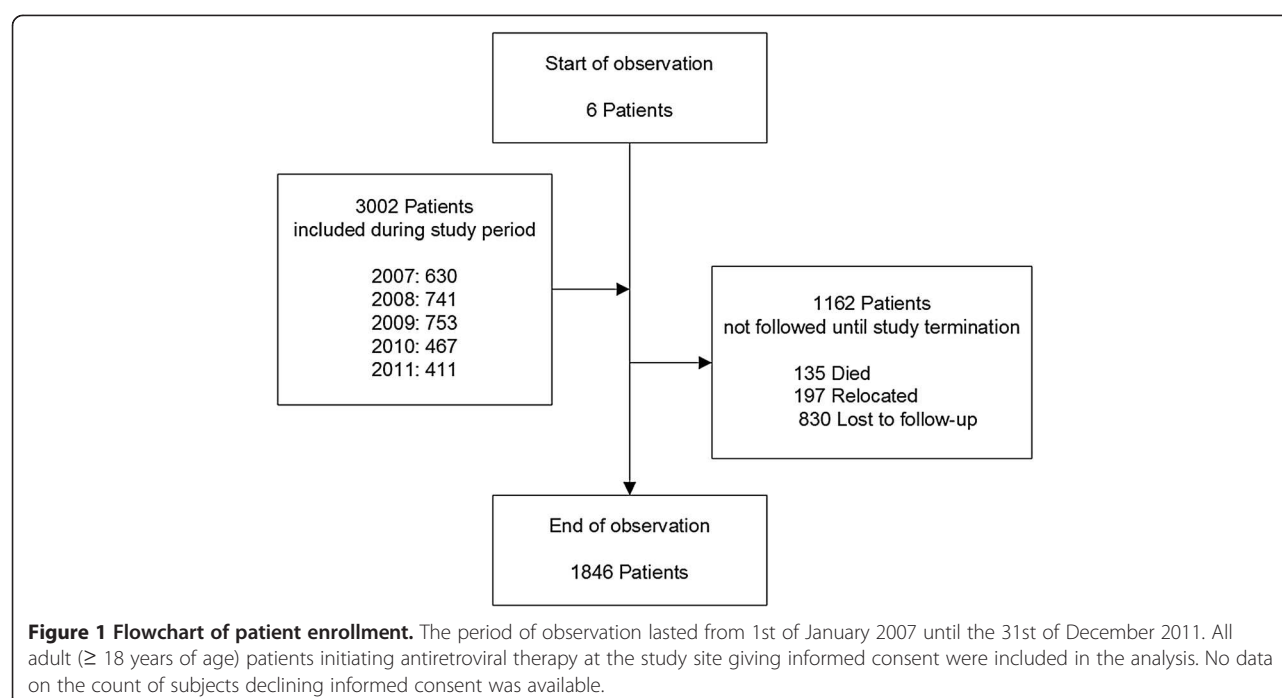 Start of observation
6 Patients
3002 Patients
included during study period
2007: 630
2008: 741
2009: 753
2010: 467
2011: 411
1162 Patients
not followed until study termination
135 Died
197 Relocated
830 Lost to follow-up
End of observation
1846 Patients
Figure 1 Flowchart of patient enrollment. The period of observation lasted from 1st of January 2007 until the 31st of December 2011. All
adult (≥ 18 years of age) patients initiating antiretroviral therapy at the study site giving informed consent were included in the analysis. No data
on the count of subjects declining informed consent was available.